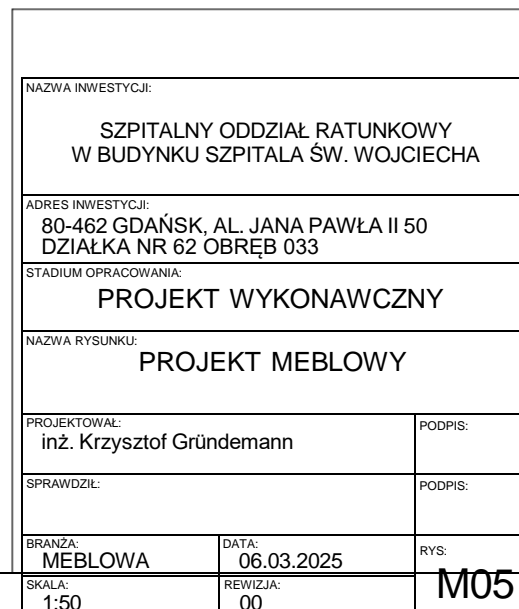 NAZWA INWESTYCJI:
SZPITALNY ODDZIAŁ RATUNKOWY
W BUDYNKU SZPITALA ŚW. WOJCIECHA
ADRES INWESTYCJI:
80-462 GDAŃSK, AL. JANA PAWŁA II 50
DZIAŁKA NR 62 OBRĘB 033
STADIUM OPRACOWANIA:
PROJEKT WYKONAWCZNY
NAZWA RYSUNKU:
PROJEKT MEBLOWY
PROJEKTOWAŁ:
inż. Krzysztof Gründemann
PODPIS:
SPRAWDZIŁ:
PODPIS:
BRANŻA:
MEBLOWA
DATA:
06.03.2025
RYS:
M05
SKALA:
1:50
REWIZJA:
00